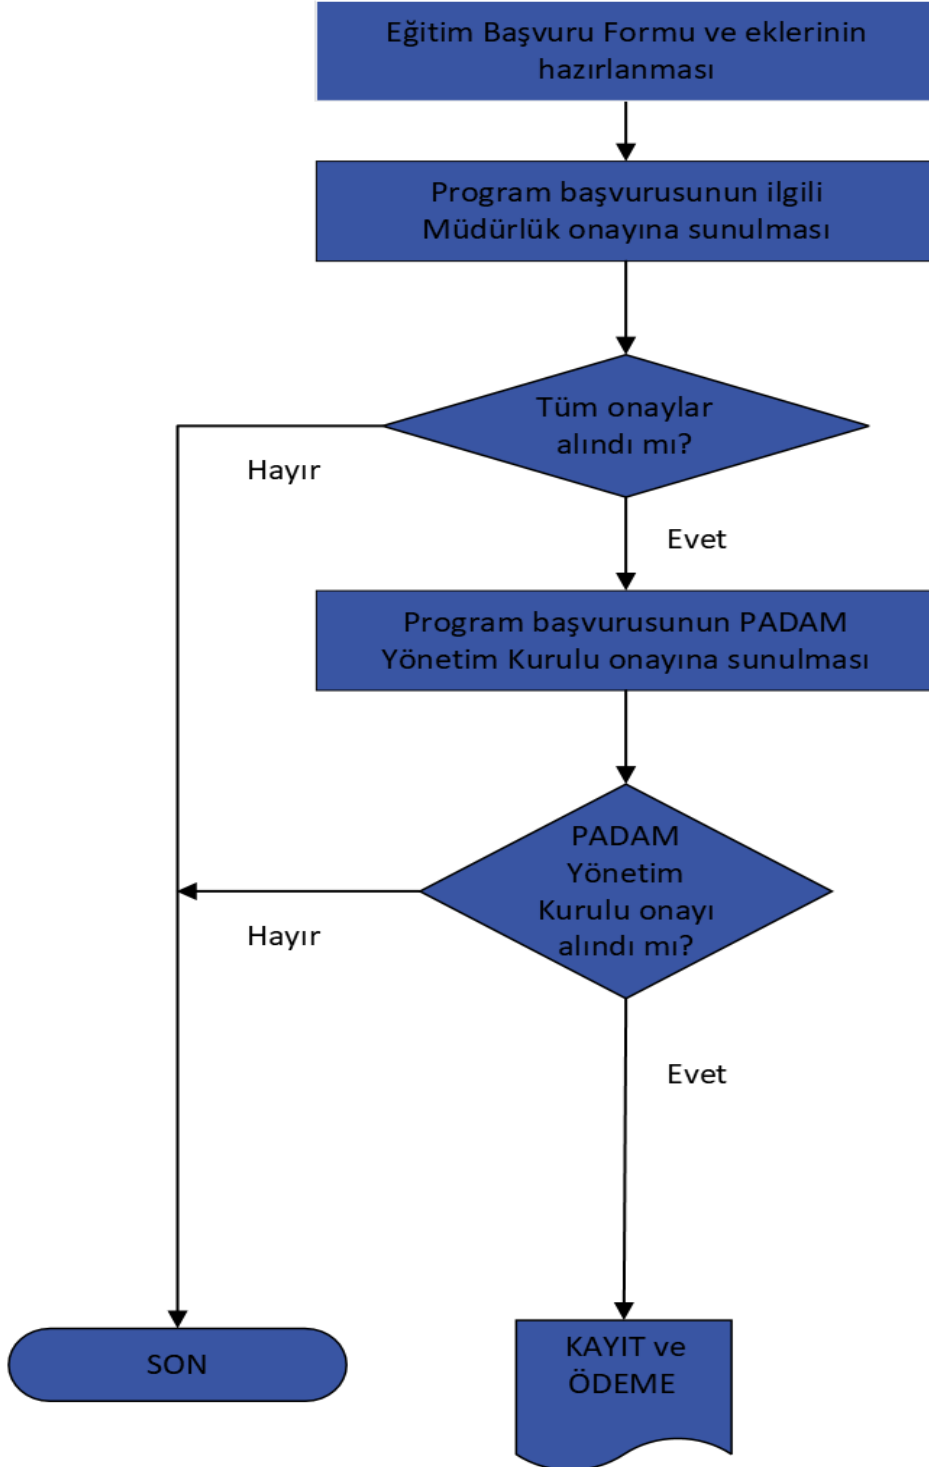 Eğitim Başvuru Formu ve eklerinin
hazırlanması
Program başvurusunun ilgili
Müdürlük onayına sunulması
Tüm onaylar
alındı mı?
Hayır
Evet
Program başvurusunun PADAM
Yönetim Kurulu onayına sunulması
PADAM
Yönetim
Kurulu onayı
alındı mı?
Hayır
Evet
SON
KAYIT ve
ÖDEME